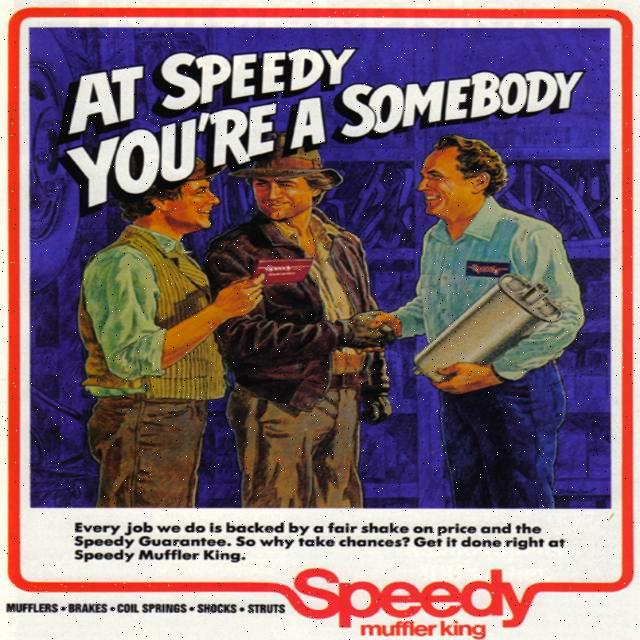 AT SPEEDY
YOU'RE A SOMEBODY
Speedy
Speedy
Every job we do is backed by a fair shake on price and the
Speedy Guarantee. So why take chances? Get it done right at
Speedy Muffler King.
MUFFLERS • BRAKES • COIL SPRINGS • SHOCKS • STRUTS
Speedy
muffler king